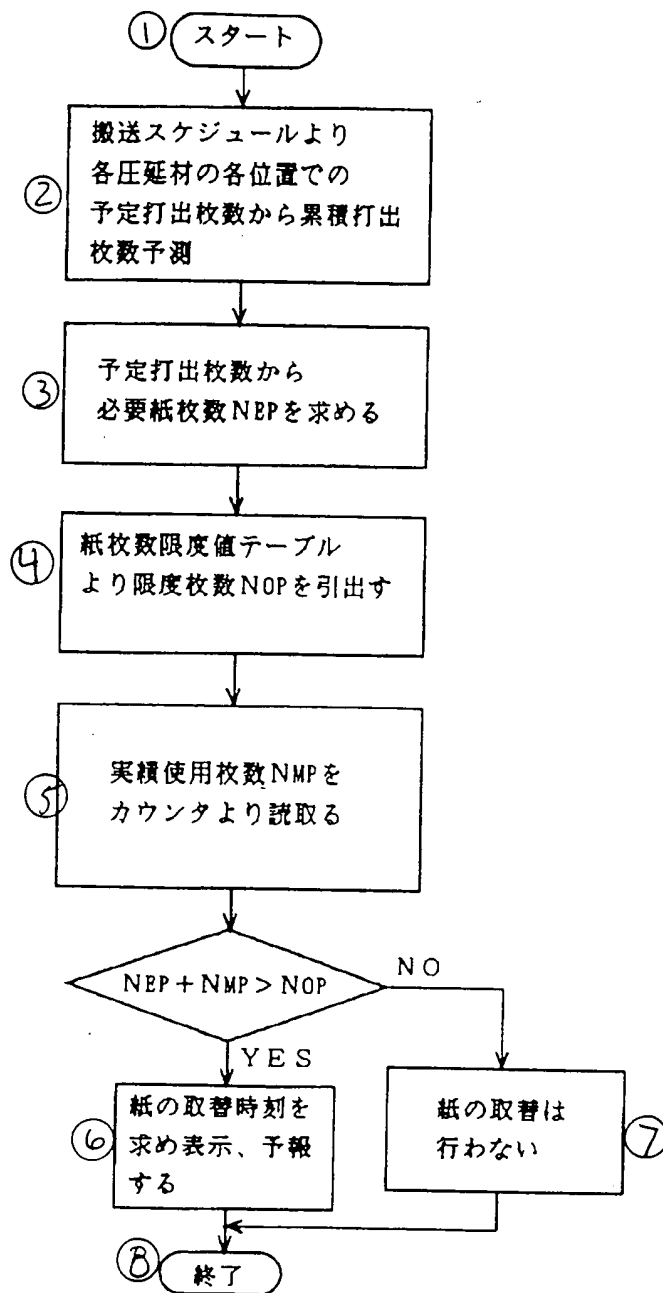 ① スタート
②
搬送スケジュールより
各圧延材の各位置での
予定打出枚数から累積打出
枚数予測
③
予定打出枚数から
必要紙枚数NEPを求める
④
紙枚数限度値テーブル
より限度枚数NOPを引出す
⑤
実績使用枚数NMPを
カウンタより読取る
NEP+NMP>NOP
NO
YES
⑥
紙の取替時刻を
求め表示、予報
する
紙の取替は
行わない
⑦
⑧ 終了